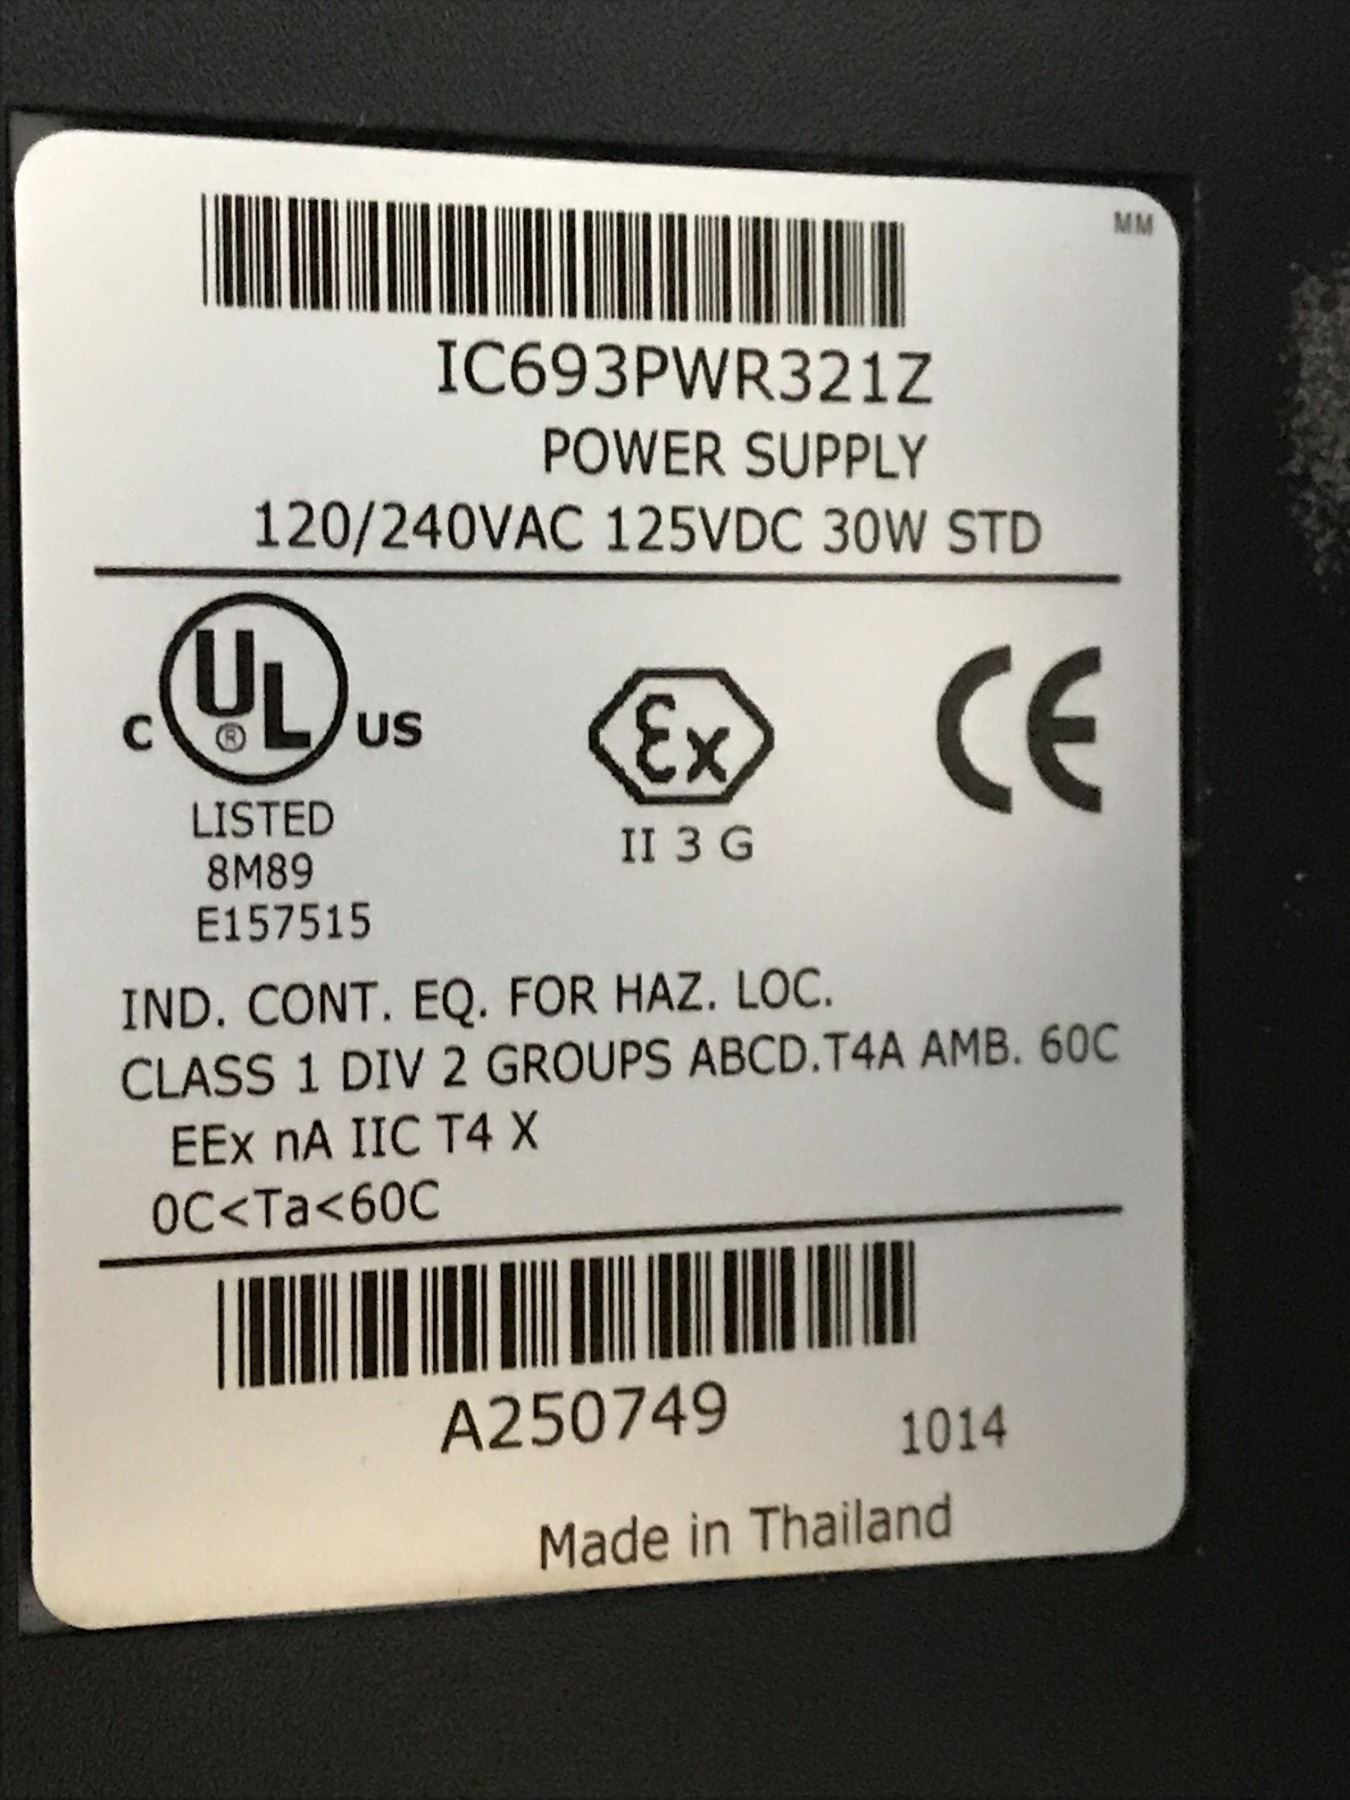 MM
IC693PWR321Z
POWER SUPPLY
120/240VAC 125VDC 30W STD
C UL ® US
LISTED
8M89
E157515
Ex
II 3 G
CE
IND. CONT. EQ. FOR HAZ. LOC.
CLASS 1 DIV 2 GROUPS ABCD.T4A AMB. 60C
EEx nA IIC T4 X
0C<Ta<60C
A250749 1014
Made in Thailand